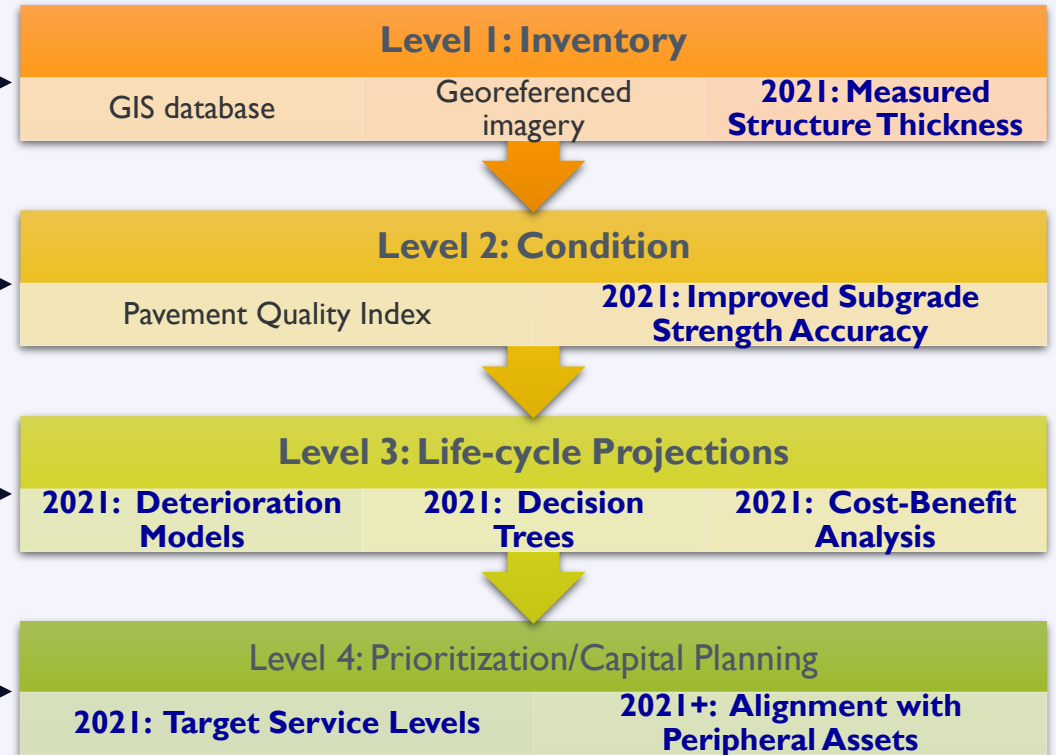 Level 1: Inventory
GIS database
Georeferenced
imagery
2021: Measured
Structure Thickness
Level 2: Condition
Pavement Quality Index
2021: Improved Subgrade
Strength Accuracy
Level 3: Life-cycle Projections
2021: Deterioration
Models
2021: Decision
Trees
2021: Cost-Benefit
Analysis
Level 4: Prioritization/Capital Planning
2021: Target Service Levels
2021+: Alignment with
Peripheral Assets